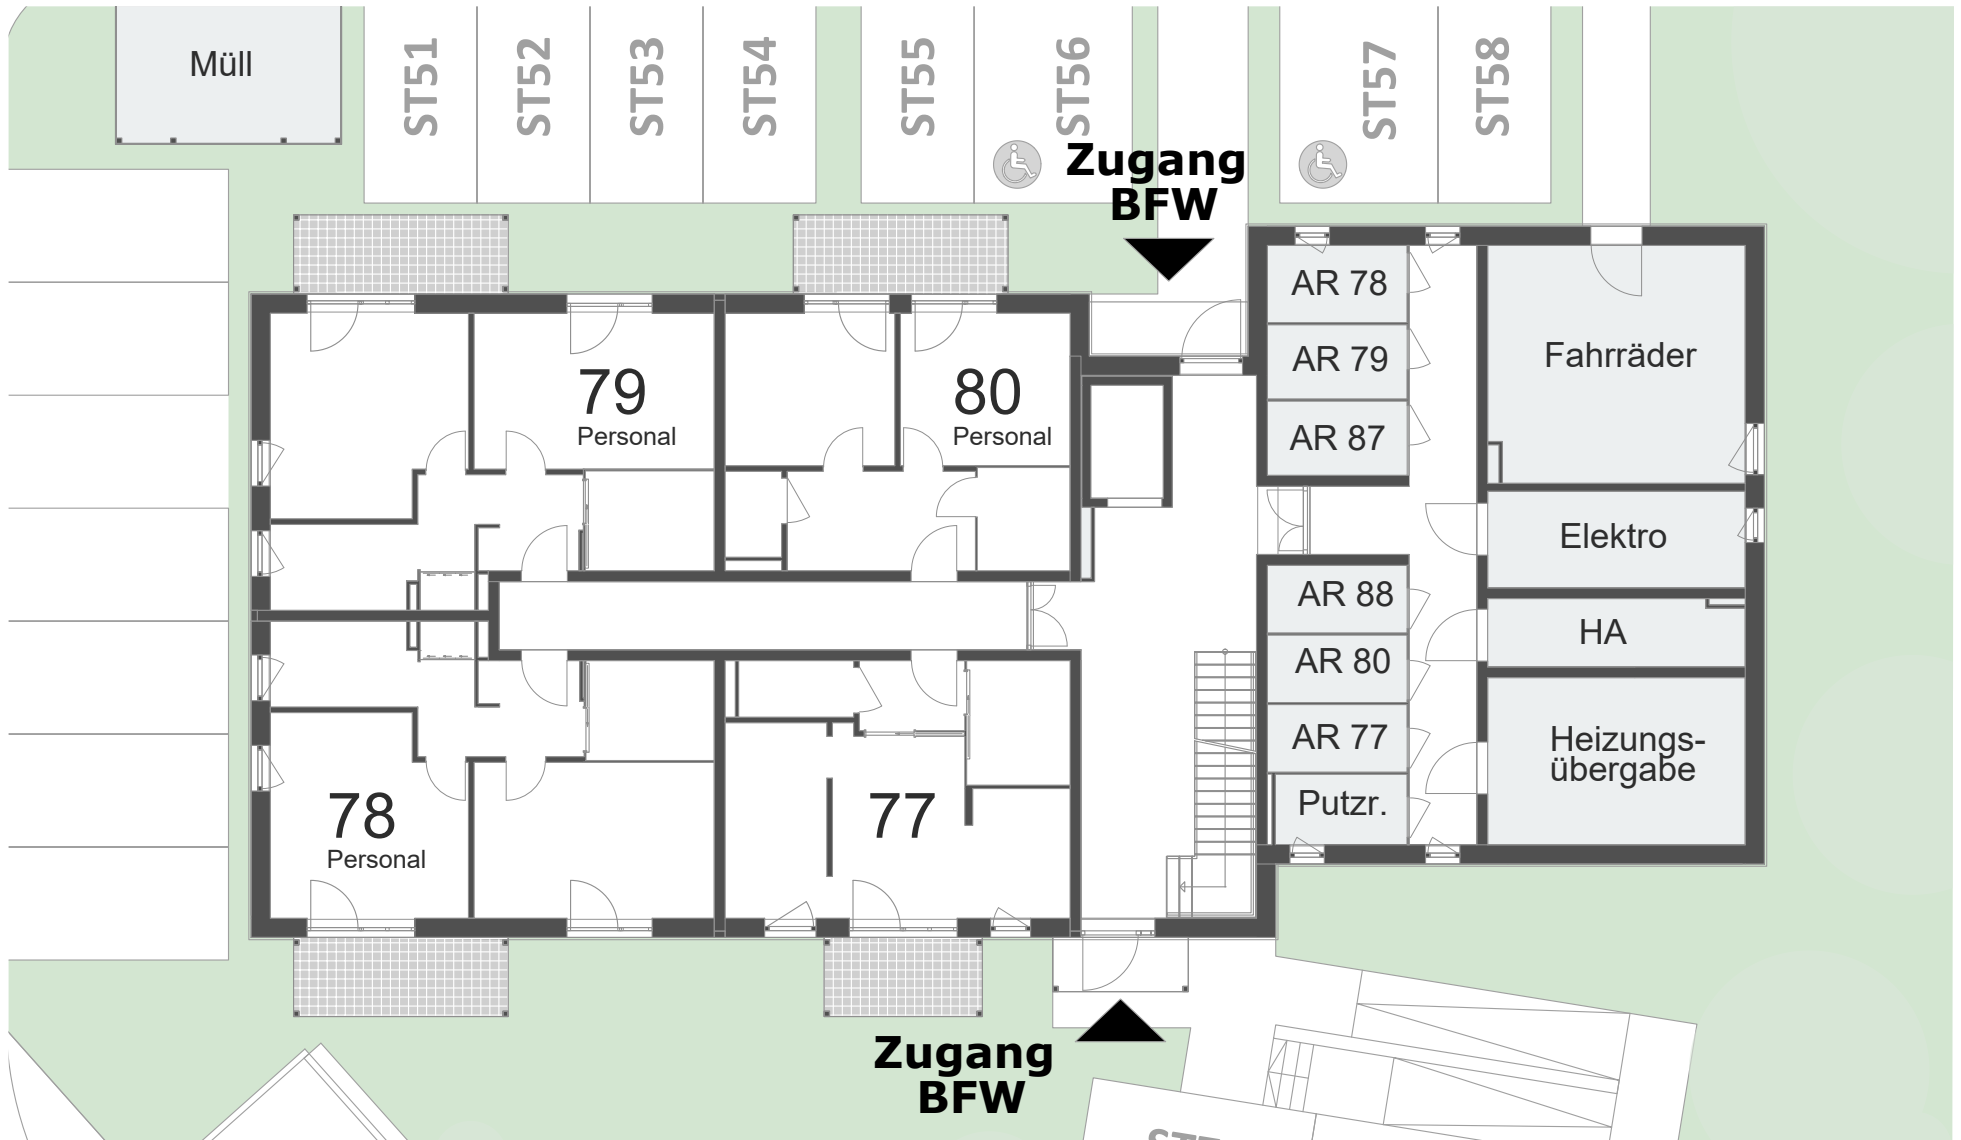 Müll
ST51
ST52
ST53
ST54
ST55
ST56
ST57
ST58
Zugang
BFW
AR 78
AR 79
AR 87
Fahrräder
79
Personal
80
Personal
Elektro
AR 88
HA
AR 80
AR 77
Heizungs-
übergabe
Putzr.
78
Personal
77
Zugang
BFW